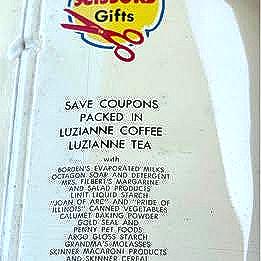 SCISSORS
Gifts
SAVE COUPONS
PACKED IN
LUZIANNE COFFEE
LUZIANNE TEA
with
BORDEN'S EVAPORATED MILKS
OCTAGON SOAP AND DETERGENT
MRS. FILBERT'S MARGARINE
AND SALAD PRODUCTS
LINIT LIQUID STARCH
"JOAN OF ARC" AND "PRIDE OF
ILLINOIS" CANNED VEGETABLES
CALUMET BAKING POWDER
GOLD SEAL AND
PENNY PET FOODS
ARGO GLOSS STARCH
GRANDMA'S MOLASSES
SKINNER MACARONI PRODUCTS
AND SKINNER CEREAL